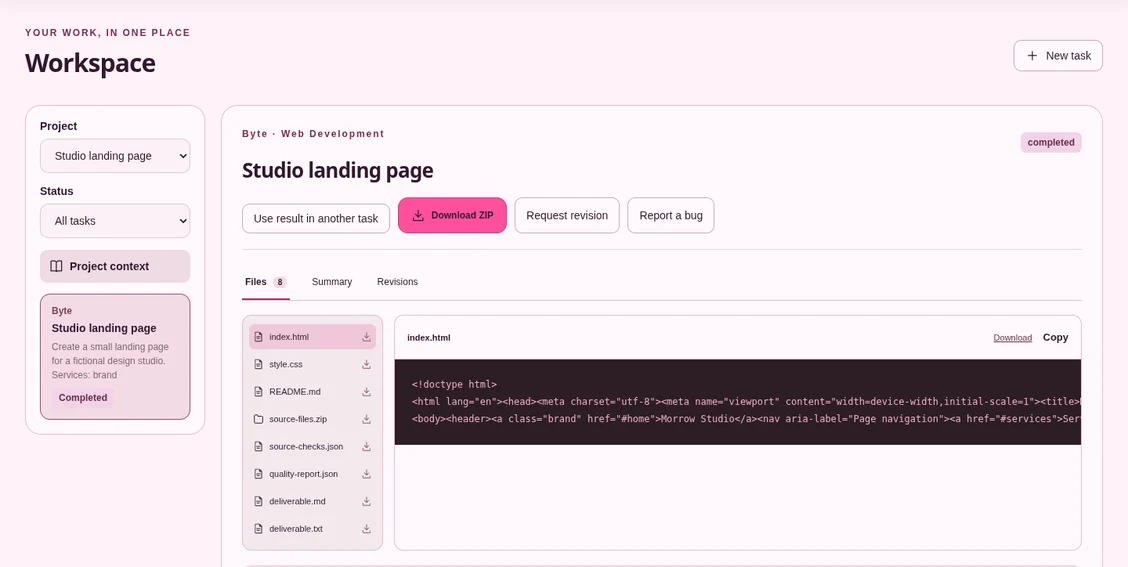 YOUR WORK, IN ONE PLACE
Workspace
New task
Project
Studio landing page
Status
All tasks
Project context
Byte
Studio landing page
Create a small landing page
for a fictional design studio.
Services: brand
Completed
Byte · Web Development
completed
Studio landing page
Use result in another task
Download ZIP
Request revision
Report a bug
Files 8
Summary
Revisions
index.html
style.css
README.md
source-files.zip
source-checks.json
quality-report.json
deliverable.md
deliverable.txt
index.html
Download
Copy
<!doctype html>
<html lang="en"><head><meta charset="utf-8"><meta name="viewport" content="width=device-width,initial-scale=1"><title>
<body><header><a class="brand" href="#home">Morrow Studio</a><nav aria-label="Page navigation"><a href="#services">Ser